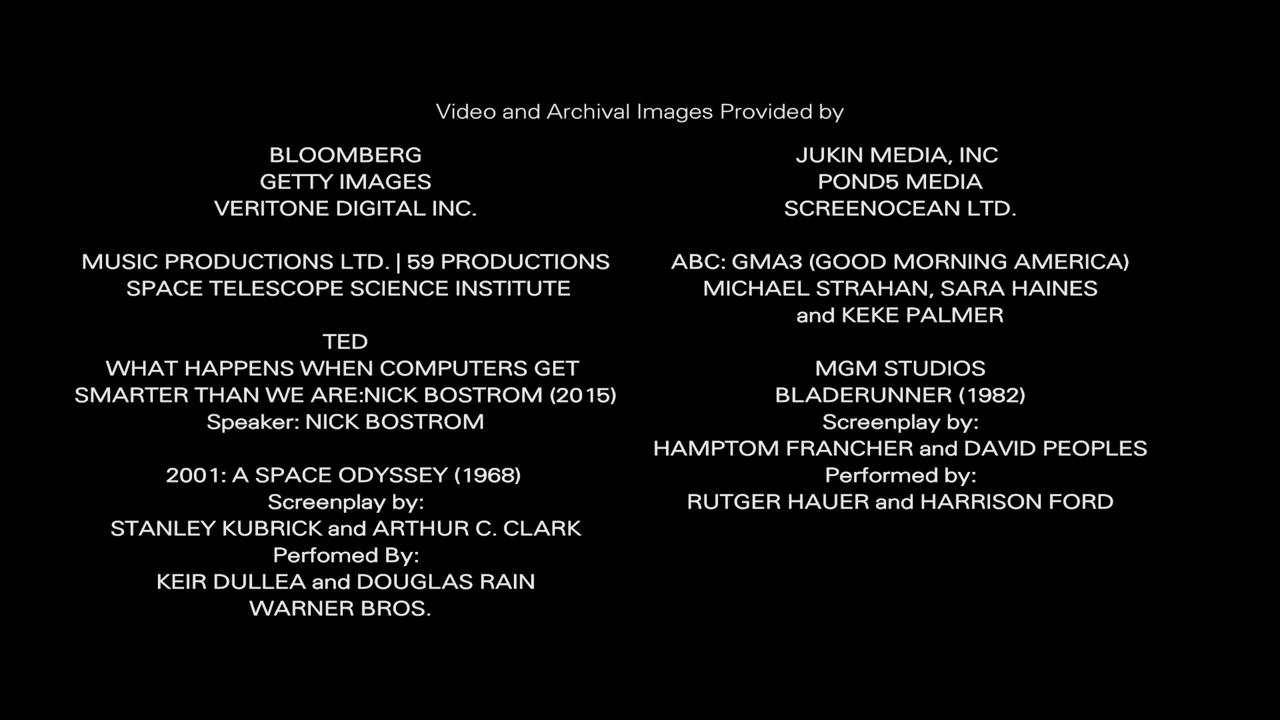 Video and Archival Images Provided by
BLOOMBERG
GETTY IMAGES
VERITONE DIGITAL INC.
MUSIC PRODUCTIONS LTD. | 59 PRODUCTIONS
SPACE TELESCOPE SCIENCE INSTITUTE
TED
WHAT HAPPENS WHEN COMPUTERS GET
SMARTER THAN WE ARE:NICK BOSTROM (2015)
Speaker: NICK BOSTROM
2001: A SPACE ODYSSEY (1968)
Screenplay by:
STANLEY KUBRICK and ARTHUR C. CLARK
Perfomed By:
KEIR DULLEA and DOUGLAS RAIN
WARNER BROS.
JUKIN MEDIA, INC
POND5 MEDIA
SCREENOCEAN LTD.
ABC: GMA3 (GOOD MORNING AMERICA)
MICHAEL STRAHAN, SARA HAINES
and KEKE PALMER
MGM STUDIOS
BLADERUNNER (1982)
Screenplay by:
HAMPTOM FRANCHER and DAVID PEOPLES
Performed by:
RUTGER HAUER and HARRISON FORD